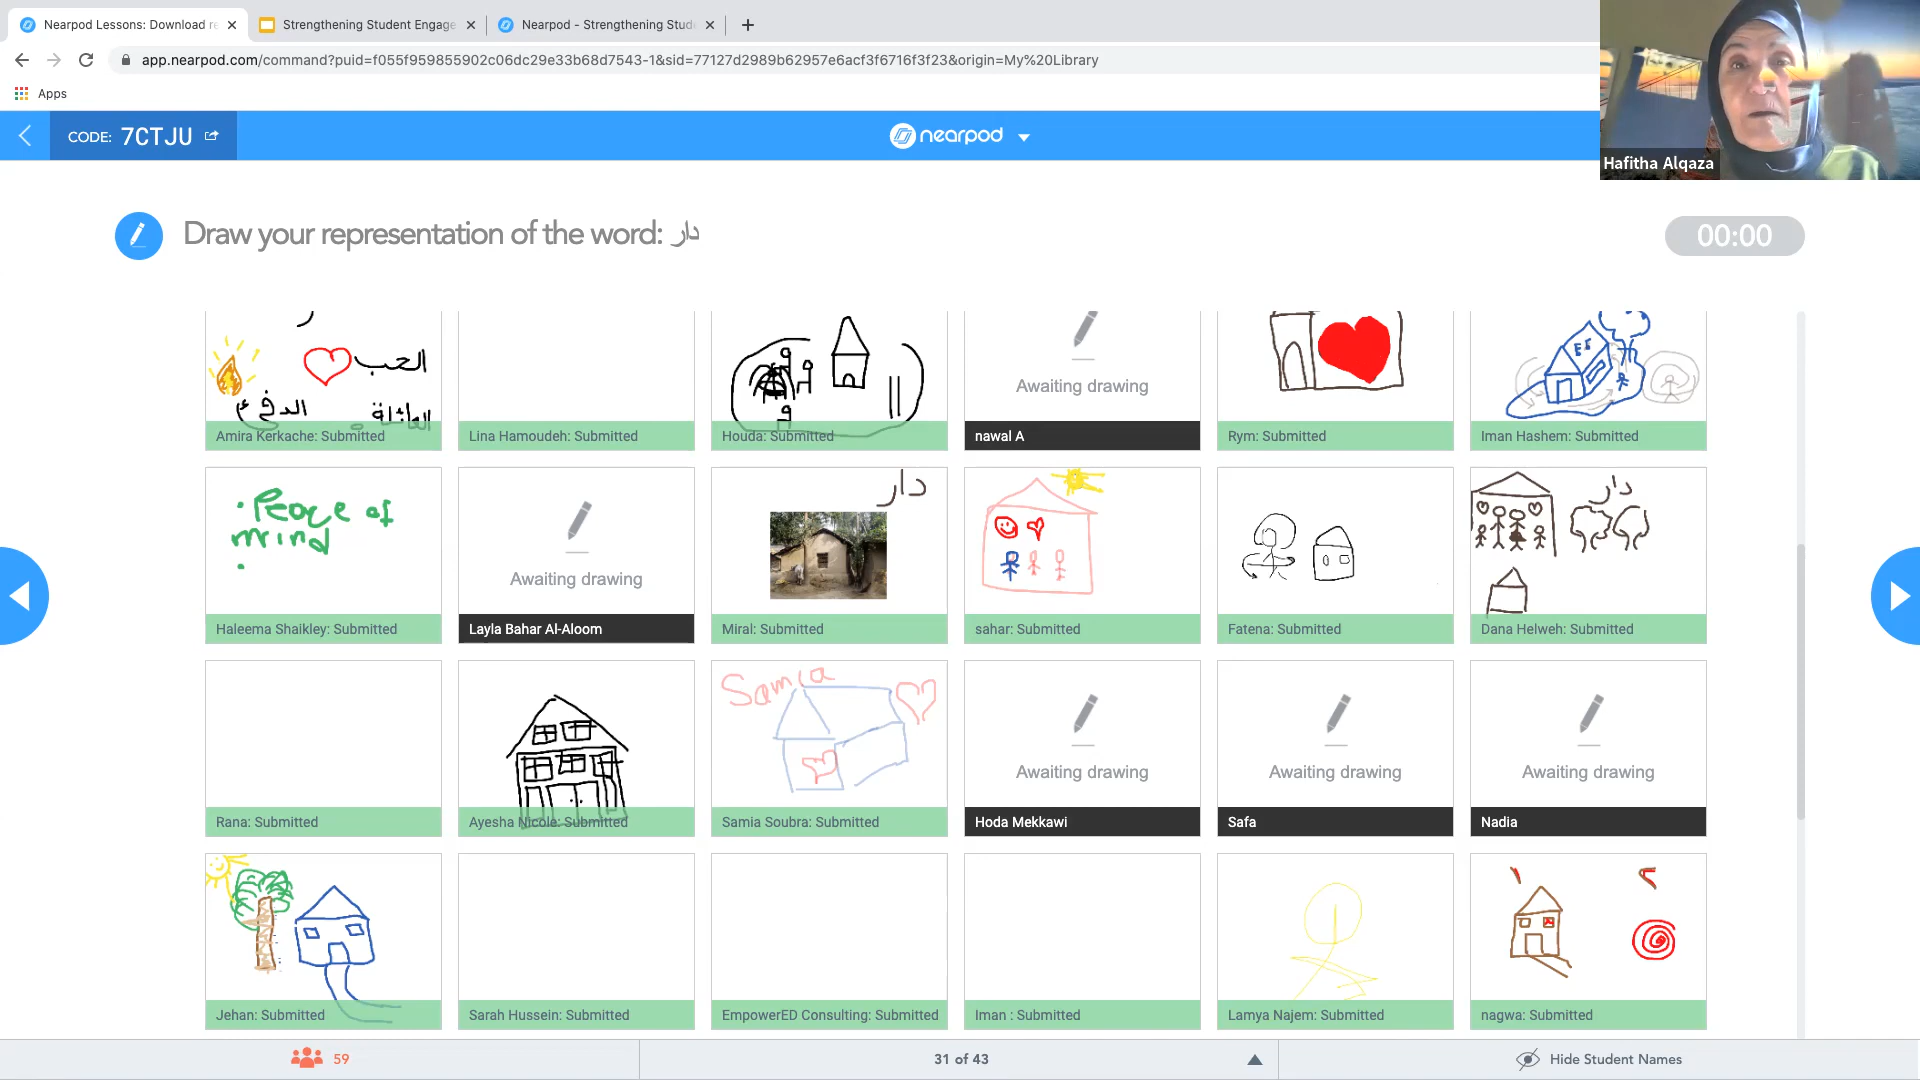 Nearpod Lessons: Download re
Strengthening Student Engage
Nearpod - Strengthening Stude
app.nearpod.com/command?puid=f055f959855902c06dc29e33b68d7543-1&sid=77127d2989b62957e6acf3f6716f3f23&origin=My%20Library
Apps
CODE: 7CTJU
nearpod
Hafitha Alqaza
Draw your representation of the word: دار
00:00
الحب
الدفئ
العائلة
Awaiting drawing
Amira Kerkache: Submitted
Lina Hamoudeh: Submitted
Houda: Submitted
nawal A
Rym: Submitted
Iman Hashem: Submitted
• Peace of
mind
•
Awaiting drawing
دار
دار
Haleema Shaikley: Submitted
Layla Bahar Al-Aloom
Miral: Submitted
sahar: Submitted
Fatena: Submitted
Dana Helweh: Submitted
Samia
Awaiting drawing
Awaiting drawing
Awaiting drawing
Rana: Submitted
Ayesha Nicole: Submitted
Samia Soubra: Submitted
Hoda Mekkawi
Safa
Nadia
Jehan: Submitted
Sarah Hussein: Submitted
EmpowerED Consulting: Submitted
Iman : Submitted
Lamya Najem: Submitted
nagwa: Submitted
59
31 of 43
Hide Student Names